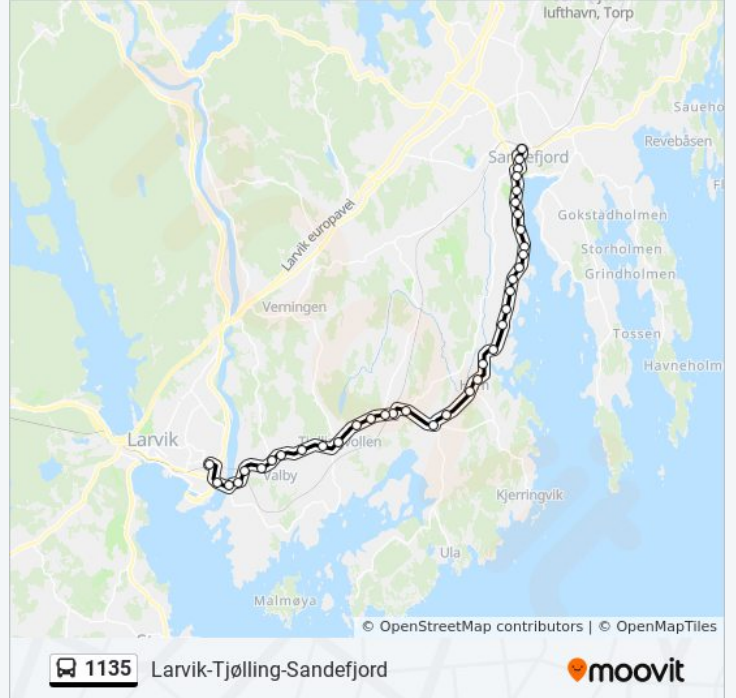 lufthavn, Torp
Saueho
Revebåsen
Sandefjord
Gokstadholmen
Larvik europavei
Storholmen
Grindholmen
Verningen
Tossen
Havneholm
Larvik
Valby
Kjerringvik
Ula
Malmøya
© OpenStreetMap contributors | © OpenMapTiles
1135 Larvik-Tjølling-Sandefjord
moovit